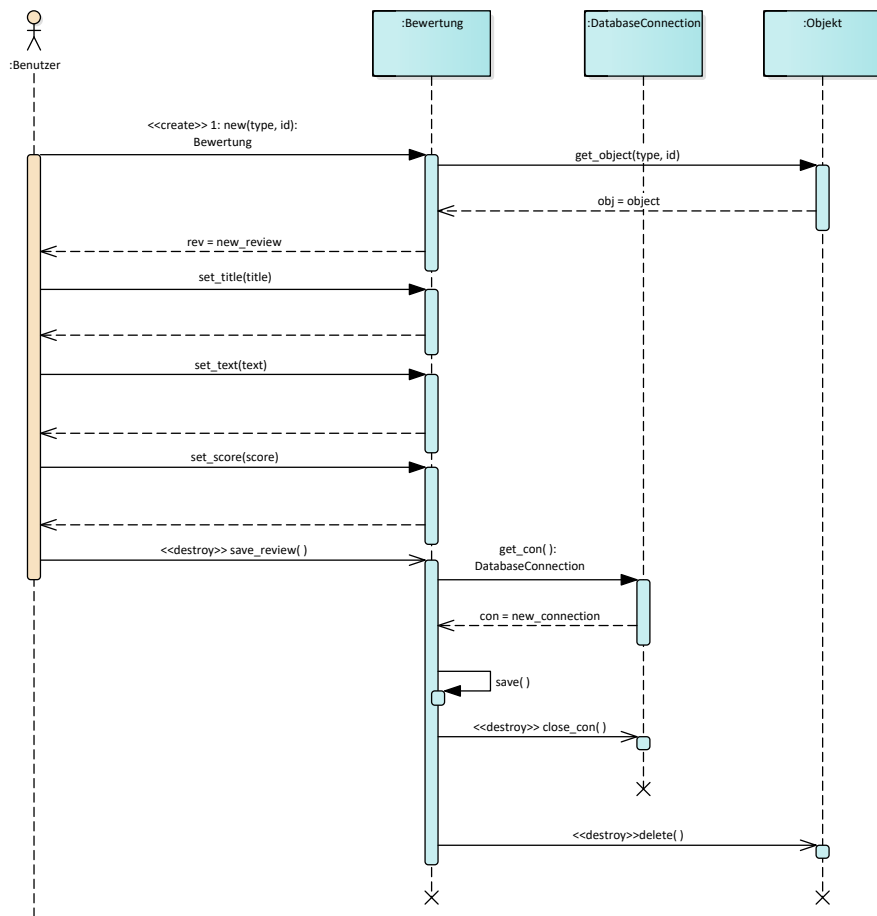 :Bewertung
:DatabaseConnection
:Objekt
:Benutzer
<<create>> 1: new(type, id):
Bewertung
get_object(type, id)
obj = object
rev = new_review
set_title(title)
set_text(text)
set_score(score)
<<destroy>> save_review( )
get_con( ):
DatabaseConnection
con = new_connection
save( )
<<destroy>> close_con( )
<<destroy>>delete( )